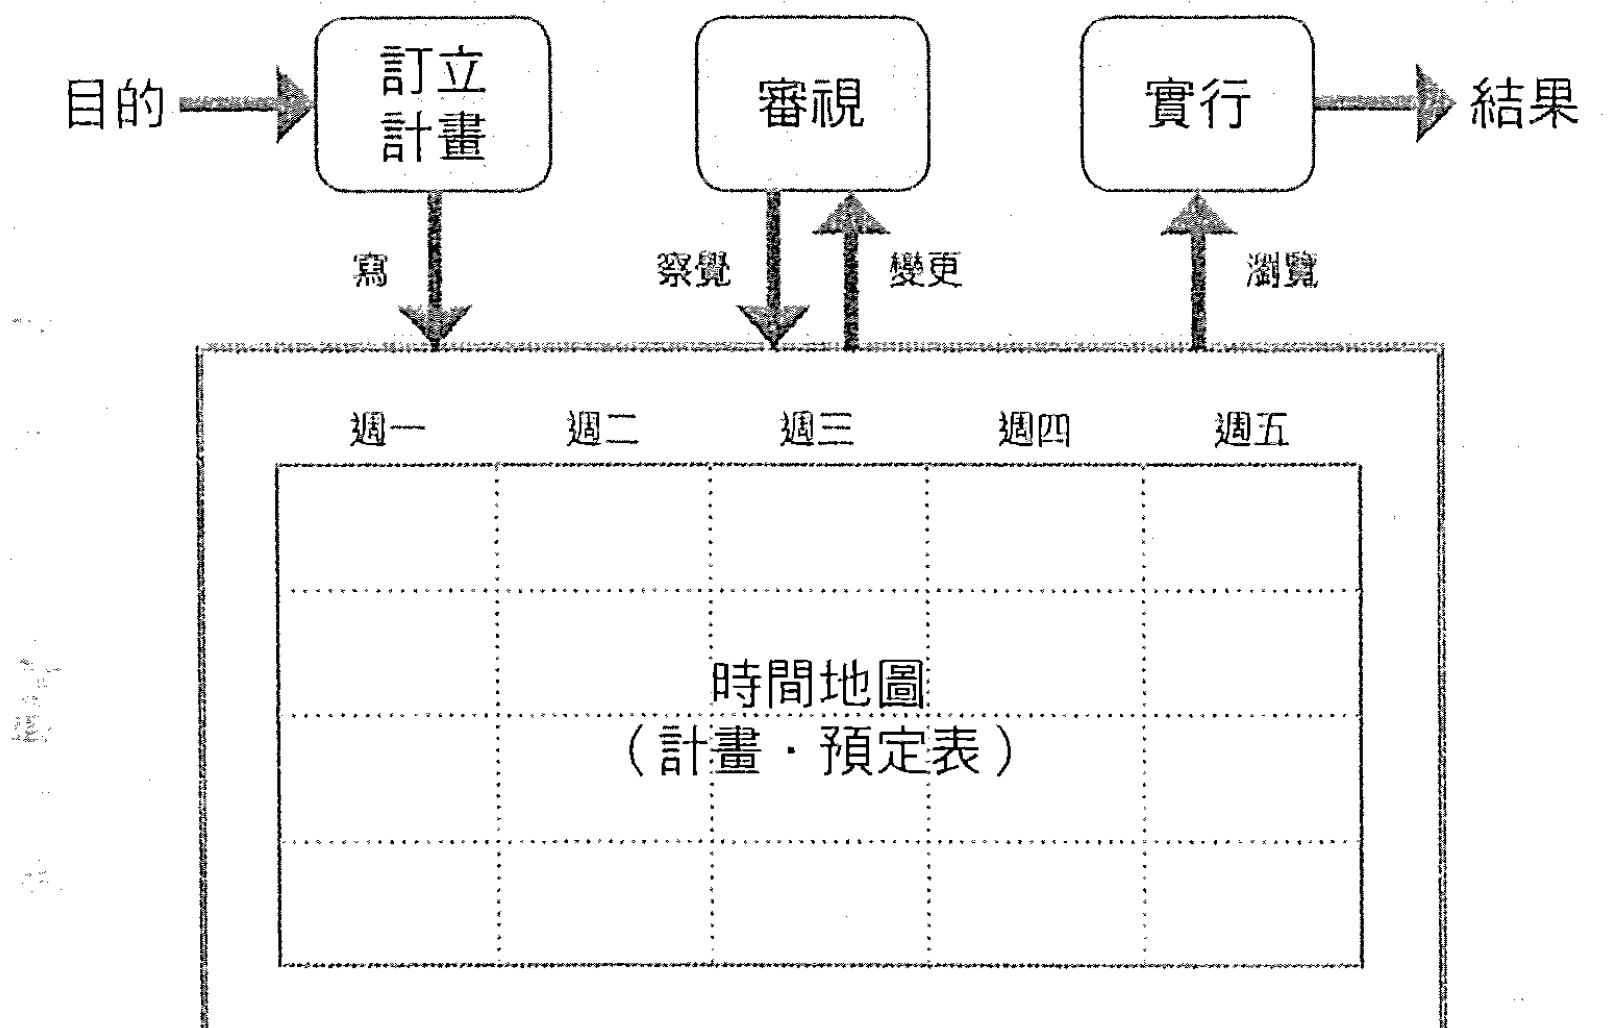 目的
訂立
計畫
審視
實行
結果
寫
察覺
變更
瀏覽
週一
週二
週三
週四
週五
時間地圖
（計畫・預定表）